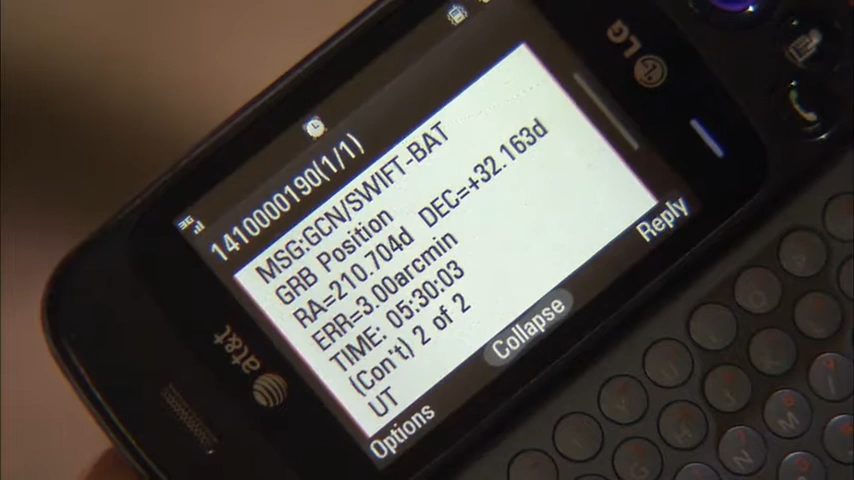 LG
3G
1410000190(1/1)
MSG:GCN/SWIFT-BAT
GRB Position
RA=210.704d DEC=+32.163d
ERR=3.00arcmin
TIME: 05:30:03
(Con't) 2 of 2
UT
Options
Collapse
Reply
at&t